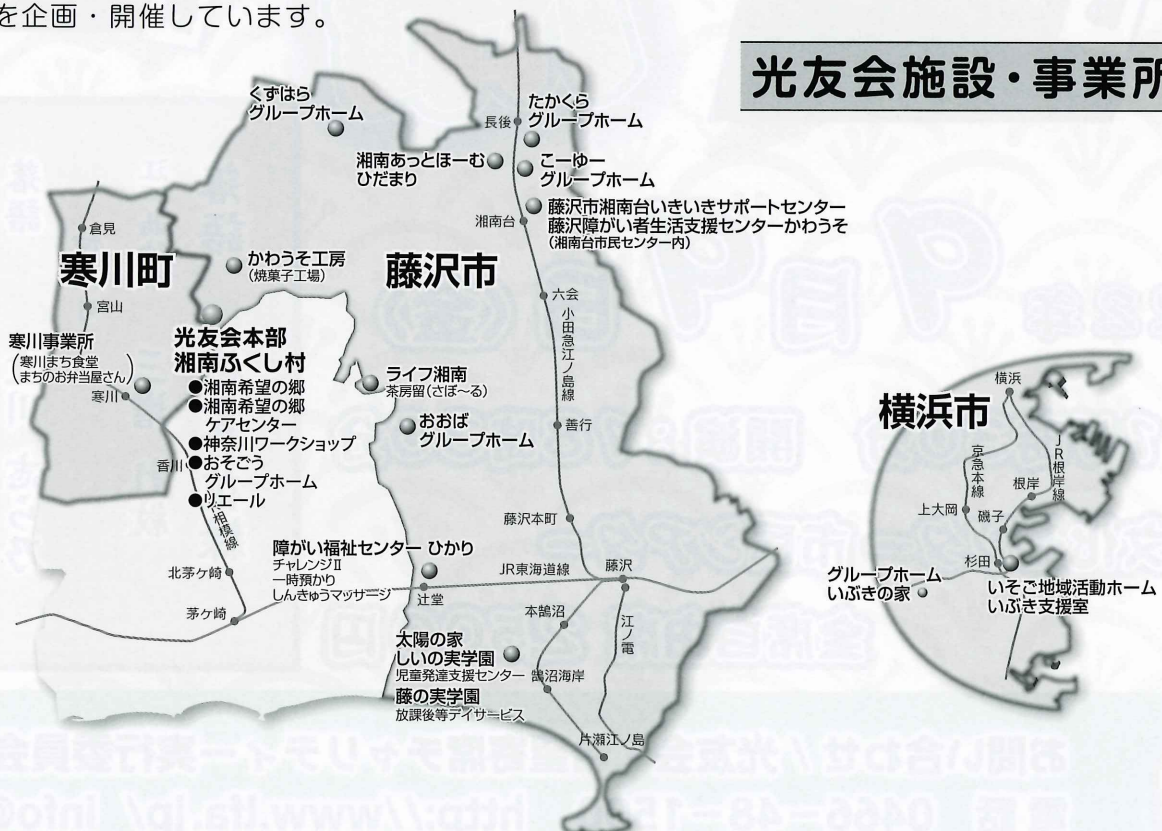 を企画・開催しています。
光友会施設・事業所
くずはら
グループホーム
長後
たかくら
グループホーム
湘南あっとほーむ
ひだまり
こーゆー
グループホーム
湘南台
藤沢市湘南台いきいきサポートセンター
藤沢障がい者生活支援センターかわうそ
(湘南台市民センター内)
倉見
寒川町
かわうそ工房
(焼菓子工場)
藤沢市
宮山
六会
小田急江ノ島線
寒川事業所
(寒川まち食堂
まちのお弁当屋さん)
寒川
光友会本部
湘南ふくし村
●湘南希望の郷
●湘南希望の郷
ケアセンター
●神奈川ワークショップ
●おそごう
グループホーム
●リエール
香川
相模線
ライフ湘南
茶房留(さぼ~る)
おおば
グループホーム
善行
藤沢本町
北茅ヶ崎
茅ヶ崎
障がい福祉センター ひかり
チャレンジⅡ
一時預かり
しんきゅうマッサージ
辻堂
JR東海道線
藤沢
本鵠沼
江ノ電
太陽の家
しいの実学園
児童発達支援センター
鵠沼海岸
藤の実学園
放課後等デイサービス
片瀬江ノ島
横浜市
横浜
京急本線
JR根岸線
根岸
上大岡
磯子
杉田
グループホーム
いぶきの家
いそご地域活動ホーム
いぶき支援室